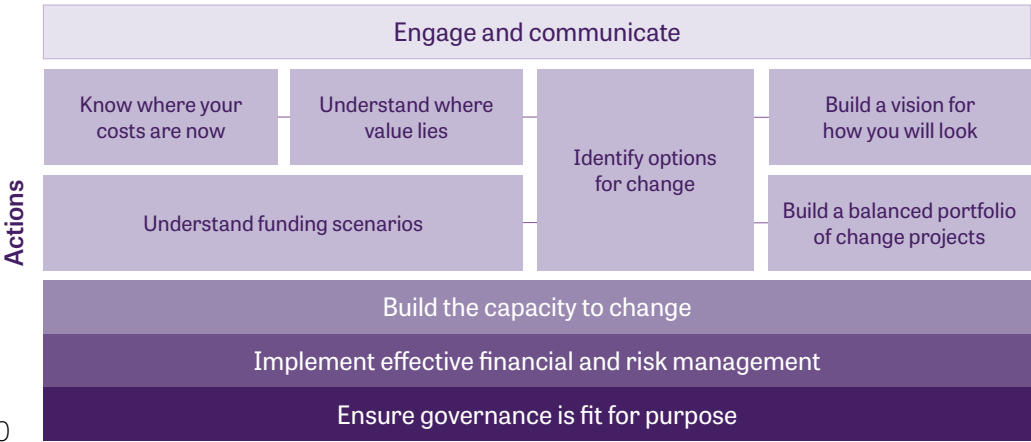 Engage and communicate
Know where your
costs are now
Understand where
value lies
Identify options
for change
Build a vision for
how you will look
Understand funding scenarios
Build a balanced portfolio
of change projects
Actions
Build the capacity to change
Implement effective financial and risk management
Ensure governance is fit for purpose